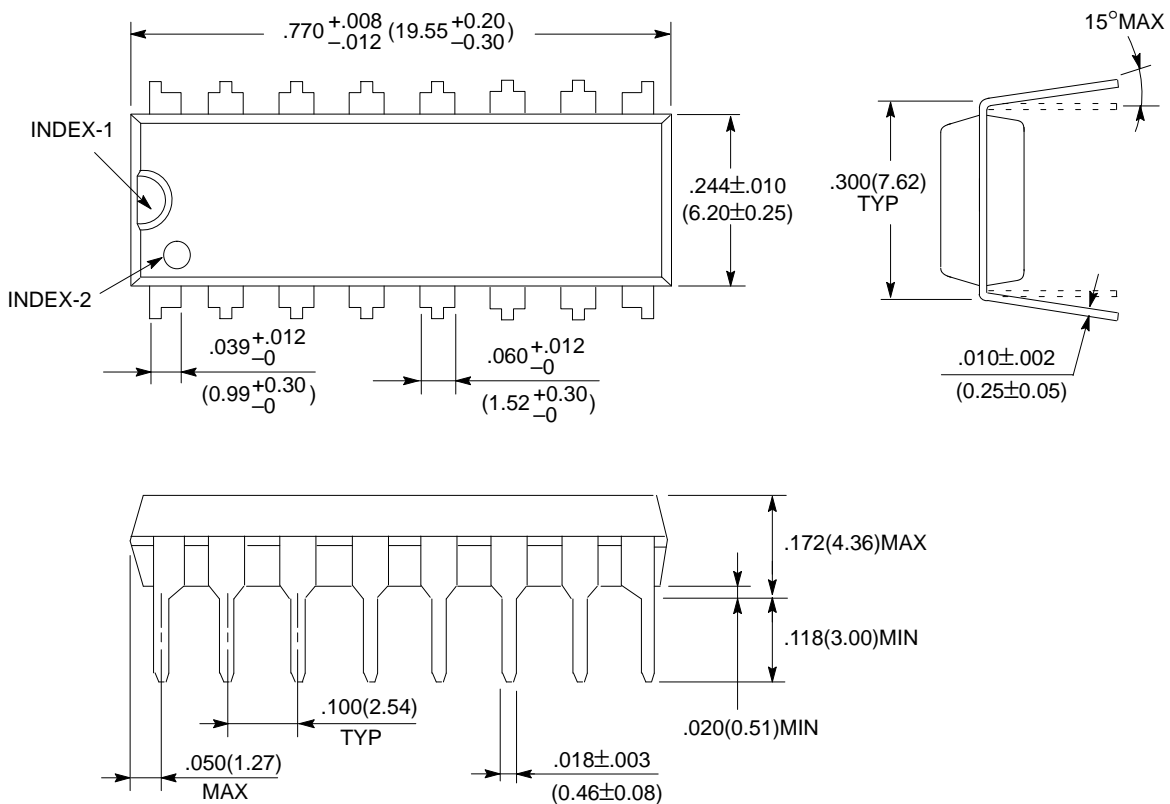 .770 +.008 –.012 (19.55 +0.20 –0.30)
15°MAX
INDEX-1
.244±.010
(6.20±0.25)
.300(7.62)
TYP
INDEX-2
.039 +.012 –0
(0.99 +0.30 –0 )
.060 +.012 –0
(1.52 +0.30 –0 )
.010±.002
(0.25±0.05)
.172(4.36)MAX
.118(3.00)MIN
.100(2.54)
TYP
.020(0.51)MIN
.050(1.27)
MAX
.018±.003
(0.46±0.08)